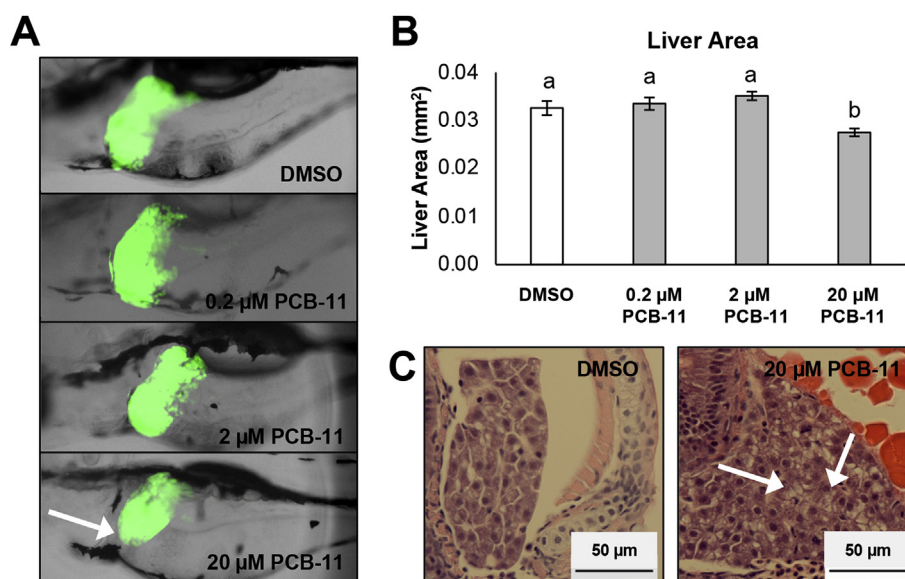 A
DMSO
0.2 µM PCB-11
2 µM PCB-11
20 µM PCB-11
B
Liver Area
Liver Area (mm²)
0.04
0.03
0.02
0.01
0.00
a
a
a
b
DMSO
0.2 µM
PCB-11
2 µM
PCB-11
20 µM
PCB-11
C
DMSO
50 µm
20 µM PCB-11
50 µm